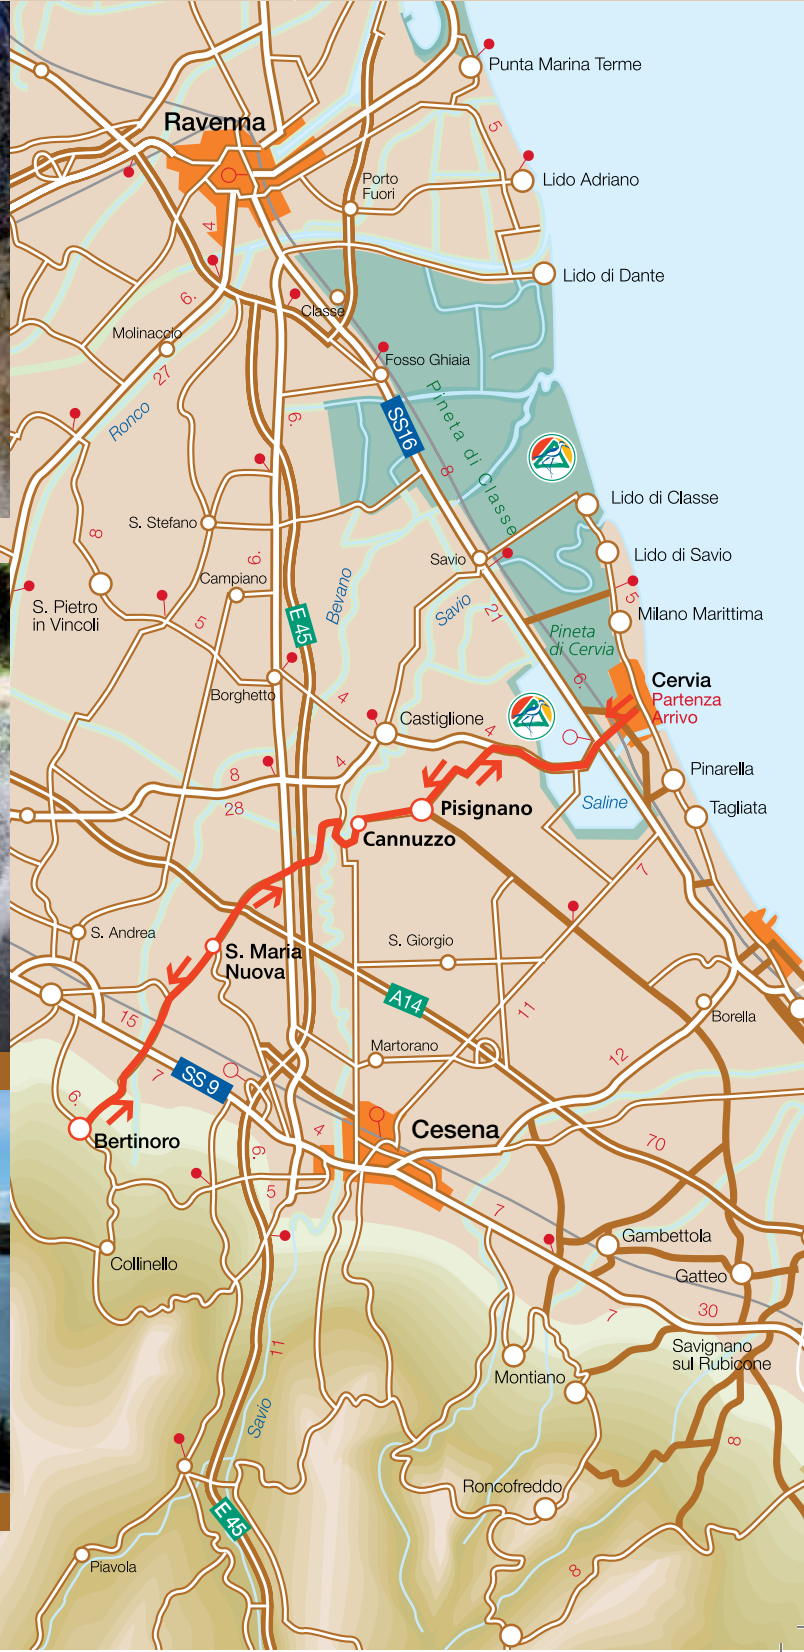 Punta Marina Terme
Ravenna
5
Porto
Fuori
Lido Adriano
4
Lido di Dante
6.
Classe
Molinaccio
Fosso Ghiaia
27
Ronco
6.
SS16
Pineta di Classe
8
Lido di Classe
S. Stefano
8
6.
Savio
Lido di Savio
Campiano
Bevano
S. Pietro
in Vincoli
5
E 45
Savio
21
5
Milano Marittima
Pineta
di Cervia
6.
Cervia
Partenza
Arrivo
Borghetto
4
Castiglione
4
4
8
28
Pinarella
Saline
Tagliata
Pisignano
Cannuzzo
7
S. Andrea
S. Maria
Nuova
S. Giorgio
A14
11
Borella
15
Martorano
12
7
SS 9
6.
Bertinoro
4
Cesena
6.
70
5
7
Collinello
Gambettola
Gatteo
7
30
11
Savignano
sul Rubicone
Montiano
Savio
8
Roncofreddo
E 45
Piavola
8